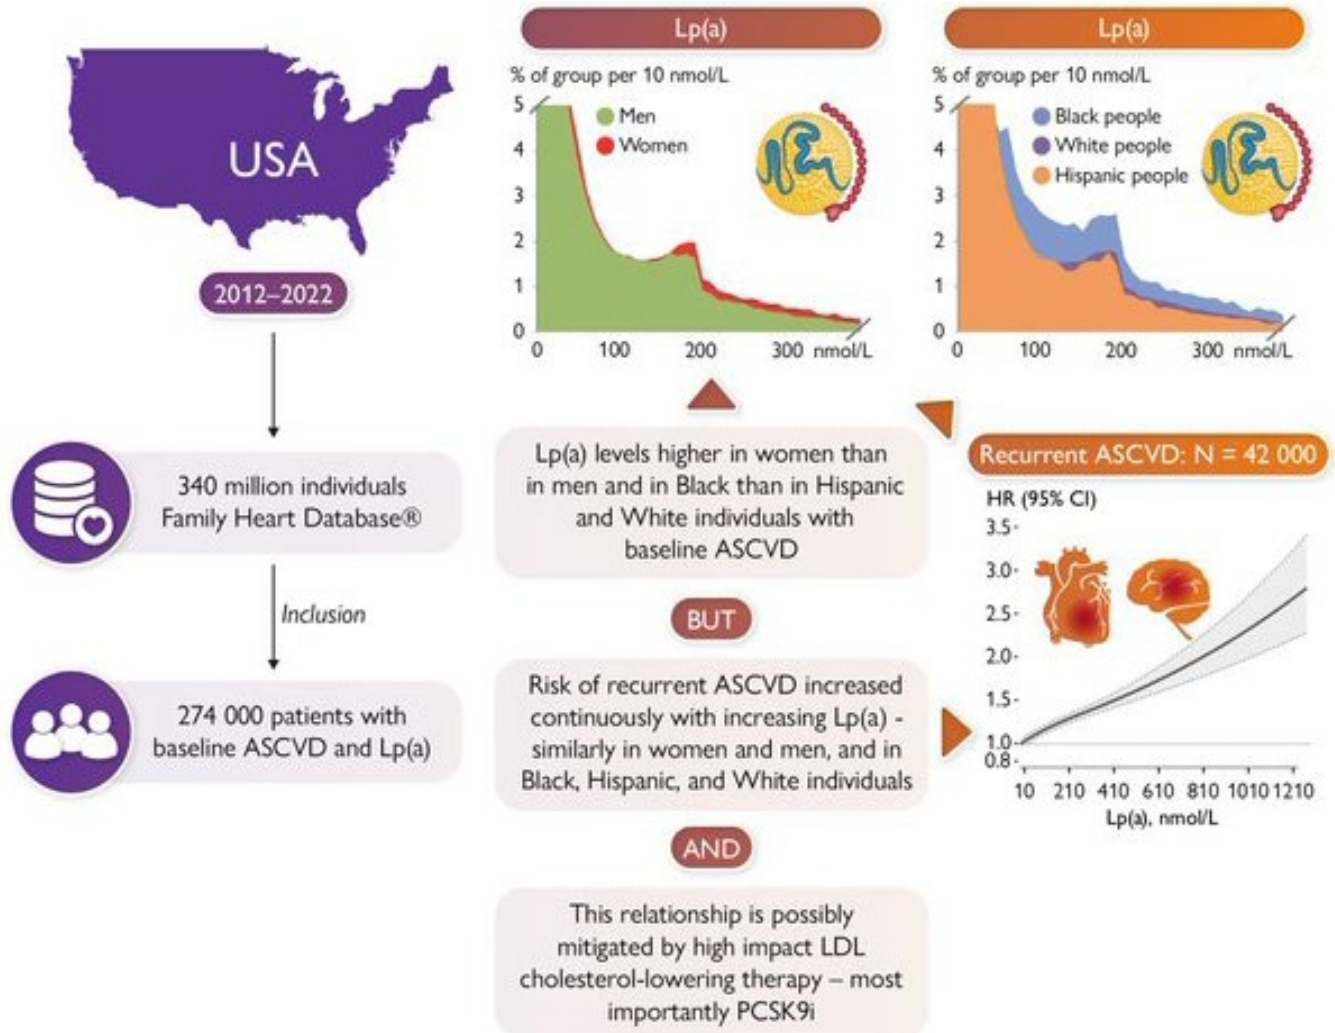 USA
2012–2022
340 million individuals
Family Heart Database®
Inclusion
274 000 patients with
baseline ASCVD and Lp(a)
Lp(a)
% of group per 10 nmol/L
5
4
3
2
1
0
Men
Women
0 100 200 300 nmol/L
Lp(a)
% of group per 10 nmol/L
5
4
3
2
1
0
Black people
White people
Hispanic people
0 100 200 300 nmol/L
Lp(a) levels higher in women than
in men and in Black than in Hispanic
and White individuals with
baseline ASCVD
BUT
Risk of recurrent ASCVD increased
continuously with increasing Lp(a) -
similarly in women and men, and in
Black, Hispanic, and White individuals
AND
This relationship is possibly
mitigated by high impact LDL
cholesterol-lowering therapy – most
importantly PCSK9i
Recurrent ASCVD: N = 42 000
HR (95% CI)
3.5
3.0
2.5
2.0
1.5
1.0
0.8
10 210 410 610 810 1010 1210
Lp(a), nmol/L